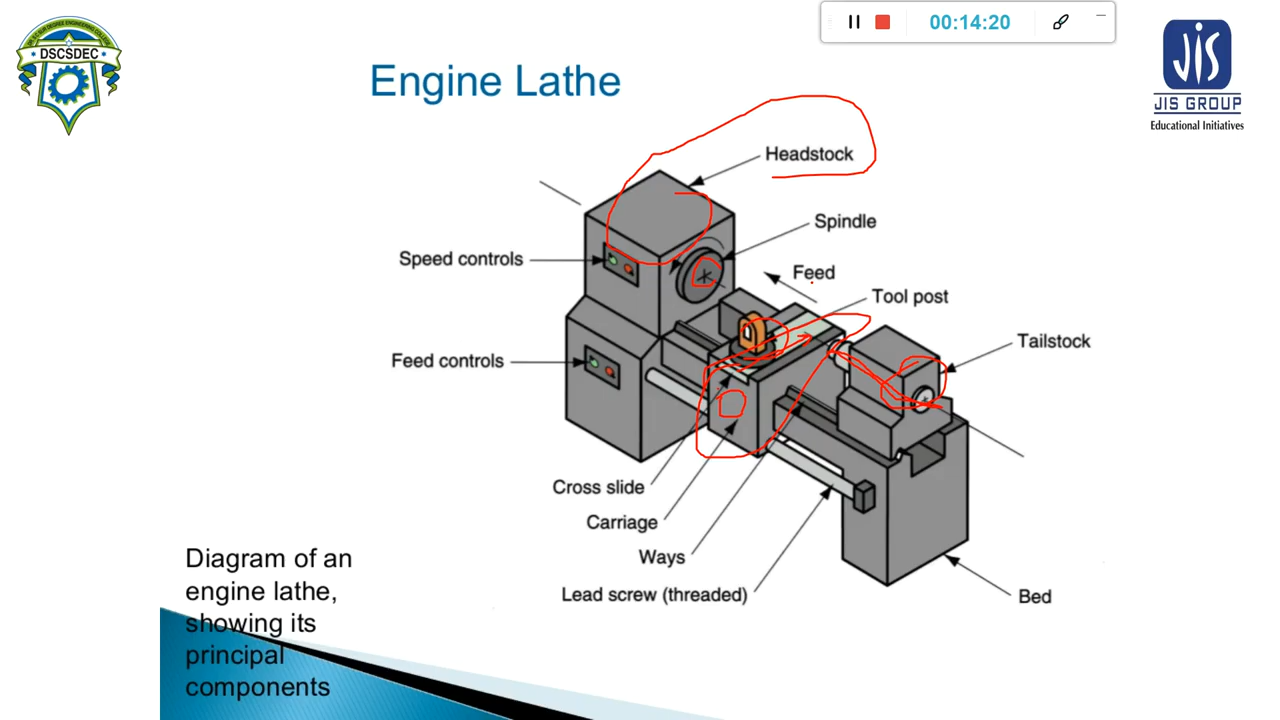 00:14:20
DSCSDEC
JIS
JIS GROUP
Educational Initiatives
Engine Lathe
Headstock
Spindle
Speed controls
Feed
Tool post
Tailstock
Feed controls
Cross slide
Carriage
Ways
Lead screw (threaded)
Bed
Diagram of an
engine lathe,
showing its
principal
components